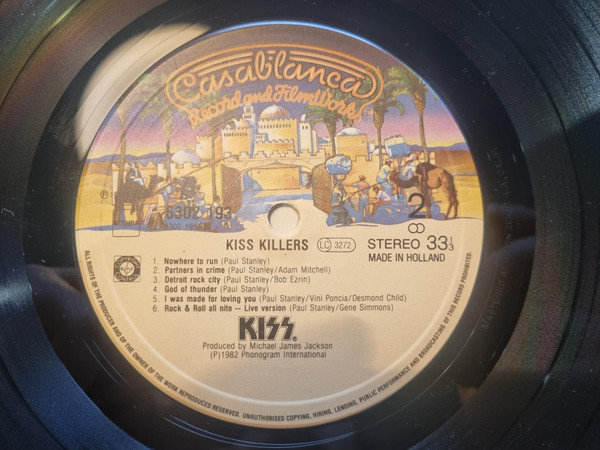 Casablanca
Record and FilmWorks
6302 193
2
KISS KILLERS
LC 3272
STEREO 33 1/3
MADE IN HOLLAND
1. Nowhere to run (Paul Stanley)
2. Partners in crime (Paul Stanley/Adam Mitchell)
3. Detroit rock city (Paul Stanley/Bob Ezrin)
4. God of thunder (Paul Stanley)
5. I was made for loving you (Paul Stanley/Vini Poncia/Desmond Child)
6. Rock & Roll all nite -- Live version (Paul Stanley/Gene Simmons)
KISS.
Produced by Michael James Jackson
(P)1982 Phonogram International
ALL RIGHTS OF THE PRODUCER AND OF THE OWNER OF THE WORK REPRODUCED RESERVED. UNAUTHORISED COPYING, HIRING, LENDING, PUBLIC PERFORMANCE AND BROADCASTING OF THIS RECORD PROHIBITED.